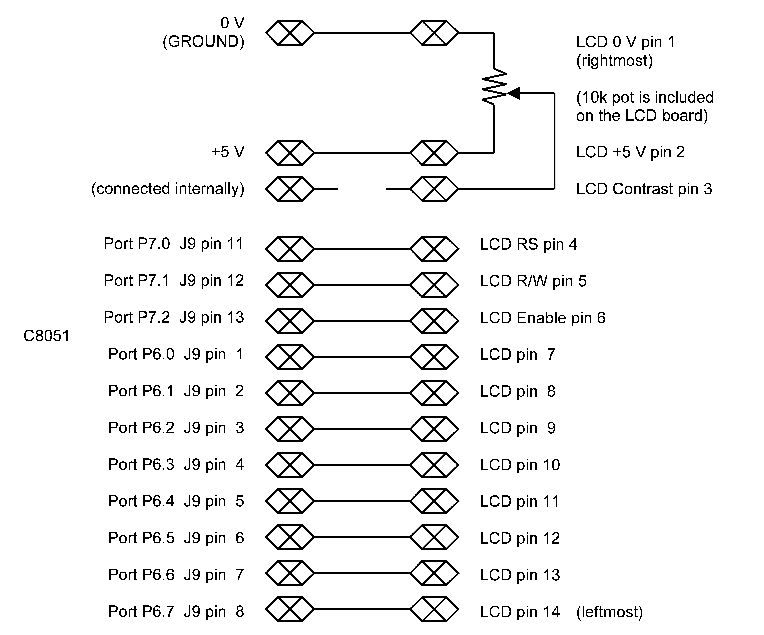 0 V
(GROUND)
LCD 0 V pin 1
(rightmost)
(10k pot is included
on the LCD board)
+5 V
LCD +5 V pin 2
(connected internally)
LCD Contrast pin 3
Port P7.0 J9 pin 11
LCD RS pin 4
Port P7.1 J9 pin 12
LCD R/W pin 5
Port P7.2 J9 pin 13
LCD Enable pin 6
C8051
Port P6.0 J9 pin 1
LCD pin 7
Port P6.1 J9 pin 2
LCD pin 8
Port P6.2 J9 pin 3
LCD pin 9
Port P6.3 J9 pin 4
LCD pin 10
Port P6.4 J9 pin 5
LCD pin 11
Port P6.5 J9 pin 6
LCD pin 12
Port P6.6 J9 pin 7
LCD pin 13
Port P6.7 J9 pin 8
LCD pin 14 (leftmost)